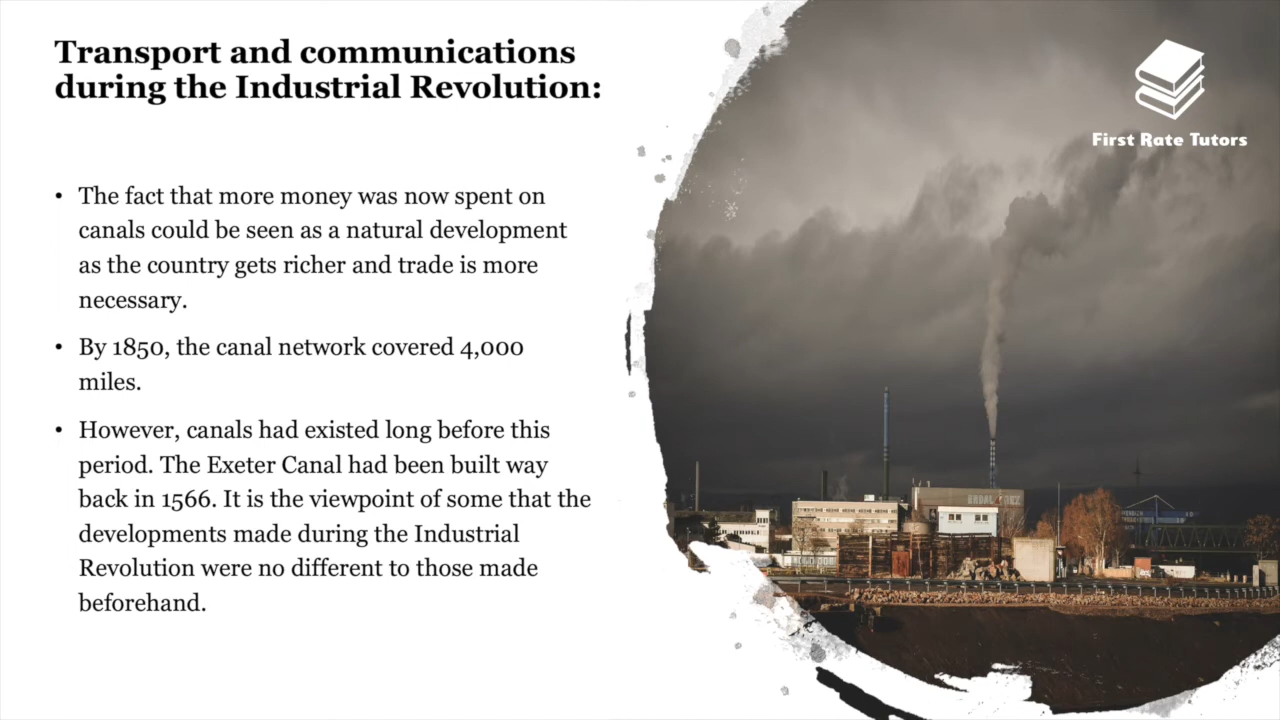 Transport and communications
during the Industrial Revolution:
First Rate Tutors
• The fact that more money was now spent on
canals could be seen as a natural development
as the country gets richer and trade is more
necessary.
• By 1850, the canal network covered 4,000
miles.
• However, canals had existed long before this
period. The Exeter Canal had been built way
back in 1566. It is the viewpoint of some that the
developments made during the Industrial
Revolution were no different to those made
beforehand.